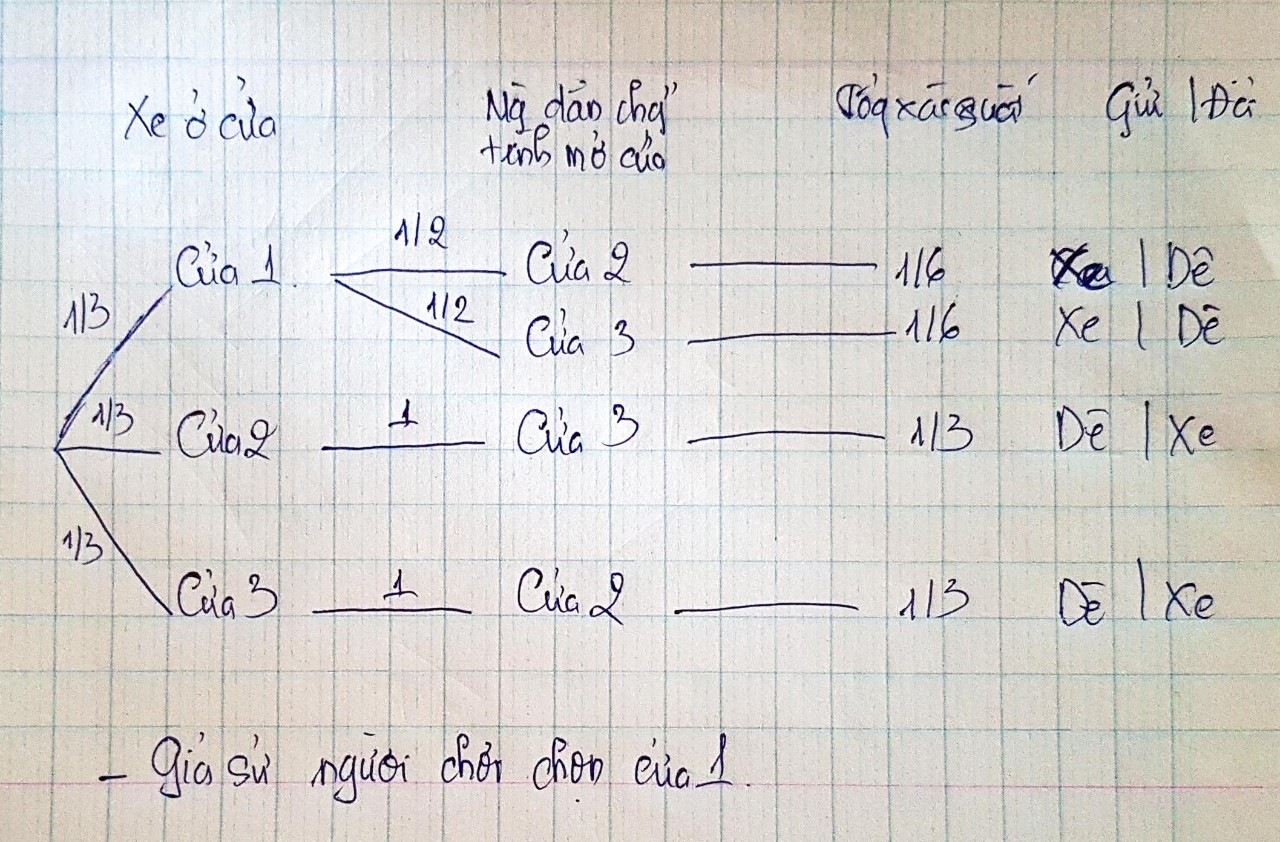 Xe ở cửa Ng dẫn chg Tổg xác suất Giữ | Đổi
trình mở cửa
1/2
Cửa 1 Cửa 2 1/6 Xe | Dê
1/3 1/2 Cửa 3 1/6 Xe | Dê
1/3 Cửa 2 1 Cửa 3 1/3 Dê | Xe
1/3 Cửa 3 1 Cửa 2 1/3 Dê | Xe
- Giả sử người chơi chọn cửa 1.